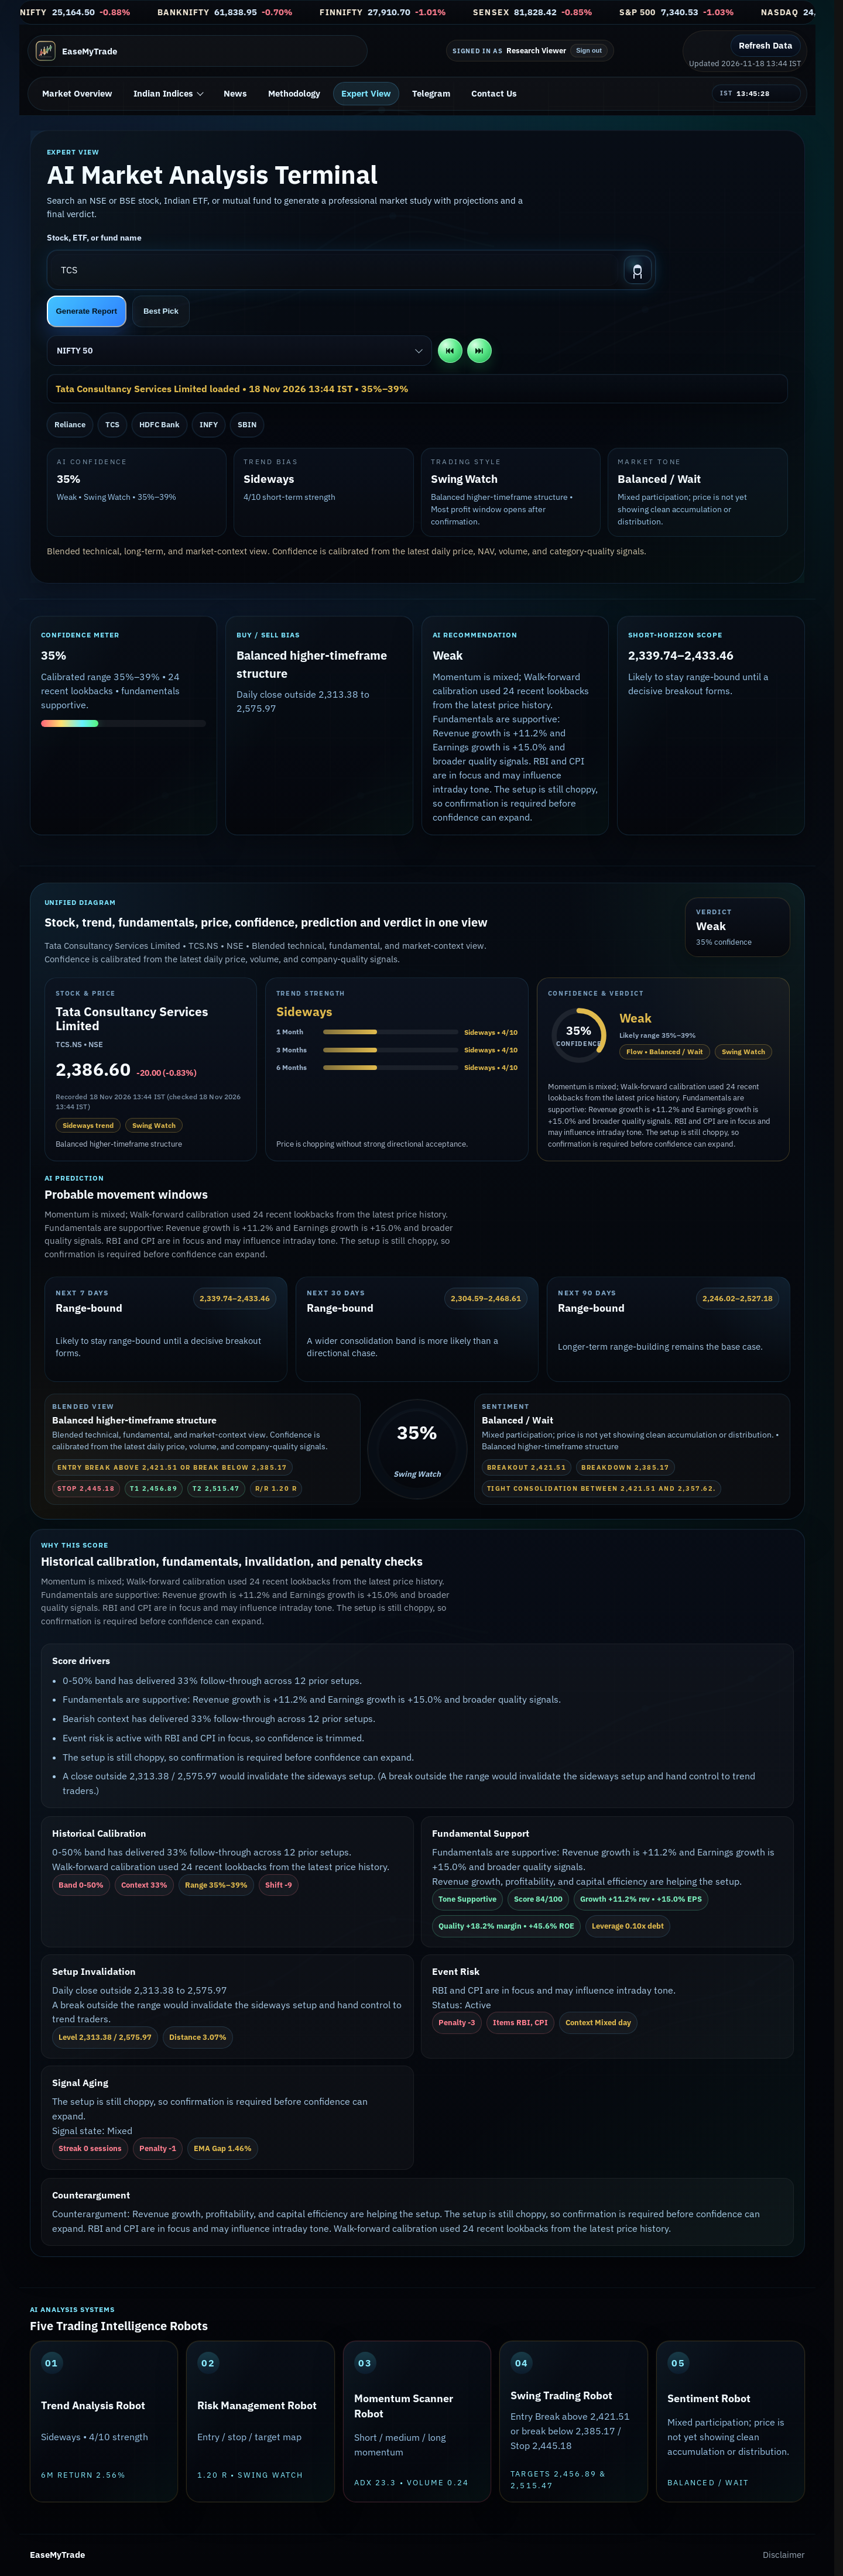 NIFTY 25,164.50 -0.88% BANKNIFTY 61,838.95 -0.70% FINNIFTY 27,910.70 -1.01% SENSEX 81,828.42 -0.85% S&P 500 7,340.53 -1.03% NASDAQ 24,
EaseMyTrade
SIGNED IN AS Research Viewer Sign out
Refresh Data
Updated 2026-11-18 13:44 IST
Market Overview Indian Indices News Methodology Expert View Telegram Contact Us IST 13:45:28
EXPERT VIEW
AI Market Analysis Terminal
Search an NSE or BSE stock, Indian ETF, or mutual fund to generate a professional market study with projections and a
final verdict.
Stock, ETF, or fund name
TCS
Generate Report Best Pick
NIFTY 50
Tata Consultancy Services Limited loaded • 18 Nov 2026 13:44 IST • 35%–39%
Reliance TCS HDFC Bank INFY SBIN
AI CONFIDENCE
35%
Weak • Swing Watch • 35%–39%
TREND BIAS
Sideways
4/10 short-term strength
TRADING STYLE
Swing Watch
Balanced higher-timeframe structure •
Most profit window opens after
confirmation.
MARKET TONE
Balanced / Wait
Mixed participation; price is not yet
showing clean accumulation or
distribution.
Blended technical, long-term, and market-context view. Confidence is calibrated from the latest daily price, NAV, volume, and category-quality signals.
CONFIDENCE METER
35%
Calibrated range 35%–39% • 24
recent lookbacks • fundamentals
supportive.
BUY / SELL BIAS
Balanced higher-timeframe
structure
Daily close outside 2,313.38 to
2,575.97
AI RECOMMENDATION
Weak
Momentum is mixed; Walk-forward
calibration used 24 recent lookbacks
from the latest price history.
Fundamentals are supportive:
Revenue growth is +11.2% and
Earnings growth is +15.0% and
broader quality signals. RBI and CPI
are in focus and may influence
intraday tone. The setup is still choppy,
so confirmation is required before
confidence can expand.
SHORT-HORIZON SCOPE
2,339.74–2,433.46
Likely to stay range-bound until a
decisive breakout forms.
UNIFIED DIAGRAM
Stock, trend, fundamentals, price, confidence, prediction and verdict in one view
Tata Consultancy Services Limited • TCS.NS • NSE • Blended technical, fundamental, and market-context view.
Confidence is calibrated from the latest daily price, volume, and company-quality signals.
VERDICT
Weak
35% confidence
STOCK & PRICE
Tata Consultancy Services
Limited
TCS.NS • NSE
2,386.60 -20.00 (-0.83%)
Recorded 18 Nov 2026 13:44 IST (checked 18 Nov 2026
13:44 IST)
Sideways trend Swing Watch
Balanced higher-timeframe structure
TREND STRENGTH
Sideways
1 Month Sideways • 4/10
3 Months Sideways • 4/10
6 Months Sideways • 4/10
Price is chopping without strong directional acceptance.
CONFIDENCE & VERDICT
35%
CONFIDENCE
Weak
Likely range 35%–39%
Flow • Balanced / Wait Swing Watch
Momentum is mixed; Walk-forward calibration used 24 recent
lookbacks from the latest price history. Fundamentals are
supportive: Revenue growth is +11.2% and Earnings growth is
+15.0% and broader quality signals. RBI and CPI are in focus and
may influence intraday tone. The setup is still choppy, so
confirmation is required before confidence can expand.
AI PREDICTION
Probable movement windows
Momentum is mixed; Walk-forward calibration used 24 recent lookbacks from the latest price history.
Fundamentals are supportive: Revenue growth is +11.2% and Earnings growth is +15.0% and broader
quality signals. RBI and CPI are in focus and may influence intraday tone. The setup is still choppy, so
confirmation is required before confidence can expand.
NEXT 7 DAYS
Range-bound
2,339.74–2,433.46
Likely to stay range-bound until a decisive breakout
forms.
NEXT 30 DAYS
Range-bound
2,304.59–2,468.61
A wider consolidation band is more likely than a
directional chase.
NEXT 90 DAYS
Range-bound
2,246.02–2,527.18
Longer-term range-building remains the base case.
BLENDED VIEW
Balanced higher-timeframe structure
Blended technical, fundamental, and market-context view. Confidence is
calibrated from the latest daily price, volume, and company-quality signals.
ENTRY BREAK ABOVE 2,421.51 OR BREAK BELOW 2,385.17
STOP 2,445.18 T1 2,456.89 T2 2,515.47 R/R 1.20 R
35%
Swing Watch
SENTIMENT
Balanced / Wait
Mixed participation; price is not yet showing clean accumulation or distribution. •
Balanced higher-timeframe structure
BREAKOUT 2,421.51 BREAKDOWN 2,385.17
TIGHT CONSOLIDATION BETWEEN 2,421.51 AND 2,357.62.
WHY THIS SCORE
Historical calibration, fundamentals, invalidation, and penalty checks
Momentum is mixed; Walk-forward calibration used 24 recent lookbacks from the latest price history.
Fundamentals are supportive: Revenue growth is +11.2% and Earnings growth is +15.0% and broader
quality signals. RBI and CPI are in focus and may influence intraday tone. The setup is still choppy, so
confirmation is required before confidence can expand.
Score drivers
• 0-50% band has delivered 33% follow-through across 12 prior setups.
• Fundamentals are supportive: Revenue growth is +11.2% and Earnings growth is +15.0% and broader quality signals.
• Bearish context has delivered 33% follow-through across 12 prior setups.
• Event risk is active with RBI and CPI in focus, so confidence is trimmed.
• The setup is still choppy, so confirmation is required before confidence can expand.
• A close outside 2,313.38 / 2,575.97 would invalidate the sideways setup. (A break outside the range would invalidate the sideways setup and hand control to trend
traders.)
Historical Calibration
0-50% band has delivered 33% follow-through across 12 prior setups.
Walk-forward calibration used 24 recent lookbacks from the latest price history.
Band 0-50% Context 33% Range 35%–39% Shift -9
Fundamental Support
Fundamentals are supportive: Revenue growth is +11.2% and Earnings growth is
+15.0% and broader quality signals.
Revenue growth, profitability, and capital efficiency are helping the setup.
Tone Supportive Score 84/100 Growth +11.2% rev • +15.0% EPS
Quality +18.2% margin • +45.6% ROE Leverage 0.10x debt
Setup Invalidation
Daily close outside 2,313.38 to 2,575.97
A break outside the range would invalidate the sideways setup and hand control to
trend traders.
Level 2,313.38 / 2,575.97 Distance 3.07%
Event Risk
RBI and CPI are in focus and may influence intraday tone.
Status: Active
Penalty -3 Items RBI, CPI Context Mixed day
Signal Aging
The setup is still choppy, so confirmation is required before confidence can
expand.
Signal state: Mixed
Streak 0 sessions Penalty -1 EMA Gap 1.46%
Counterargument
Counterargument: Revenue growth, profitability, and capital efficiency are helping the setup. The setup is still choppy, so confirmation is required before confidence can
expand. RBI and CPI are in focus and may influence intraday tone. Walk-forward calibration used 24 recent lookbacks from the latest price history.
AI ANALYSIS SYSTEMS
Five Trading Intelligence Robots
01
Trend Analysis Robot
Sideways • 4/10 strength
6M RETURN 2.56%
02
Risk Management Robot
Entry / stop / target map
1.20 R • SWING WATCH
03
Momentum Scanner
Robot
Short / medium / long
momentum
ADX 23.3 • VOLUME 0.24
04
Swing Trading Robot
Entry Break above 2,421.51
or break below 2,385.17 /
Stop 2,445.18
TARGETS 2,456.89 &
2,515.47
05
Sentiment Robot
Mixed participation; price is
not yet showing clean
accumulation or distribution.
BALANCED / WAIT
EaseMyTrade
Disclaimer